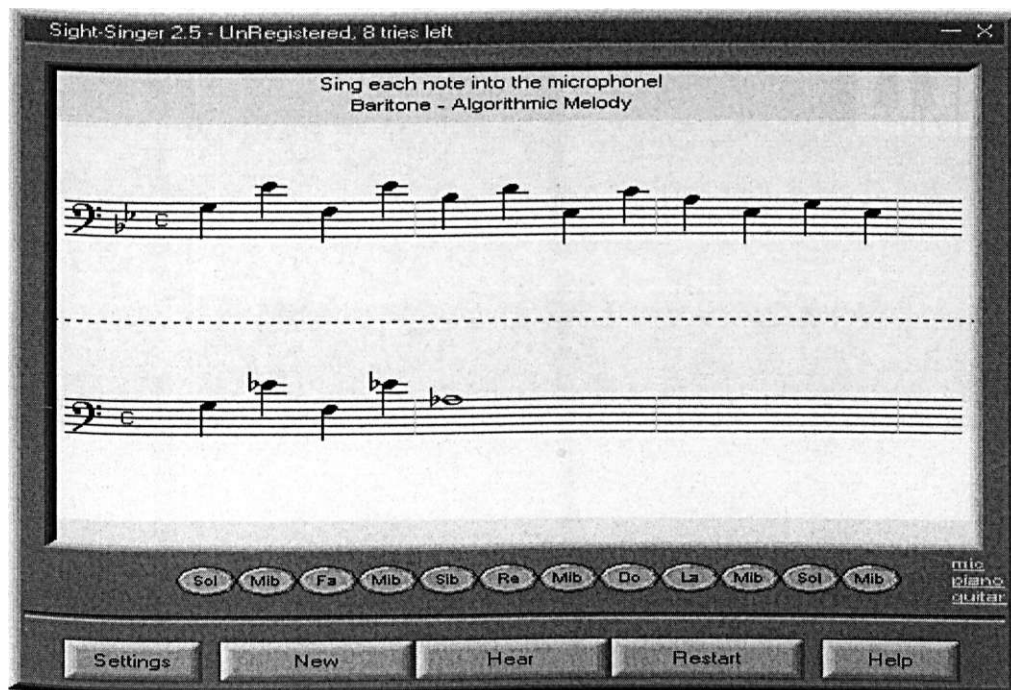 Sight-Singer 2.5 - UnRegistered, 8 tries left
Sing each note into the microphone!
Baritone - Algorithmic Melody
C
C
Sol Mib Fa Mib Sib Re Mib Do La Mib Sol Mib
mic
piano
guitar
Settings New Hear Restart Help